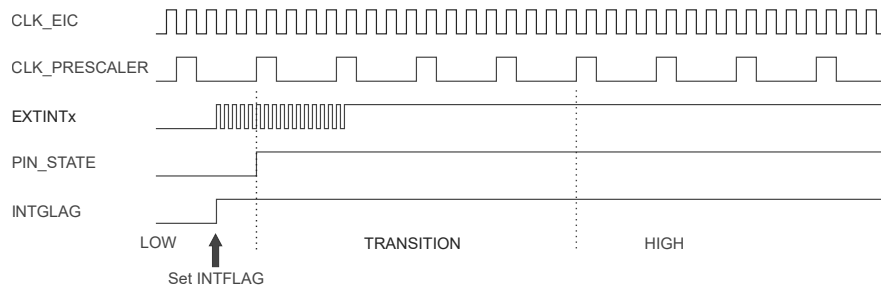 CLK_EIC
CLK_PRESCALER
EXTINTx
PIN_STATE
INTGLAG
LOW TRANSITION HIGH
Set INTFLAG